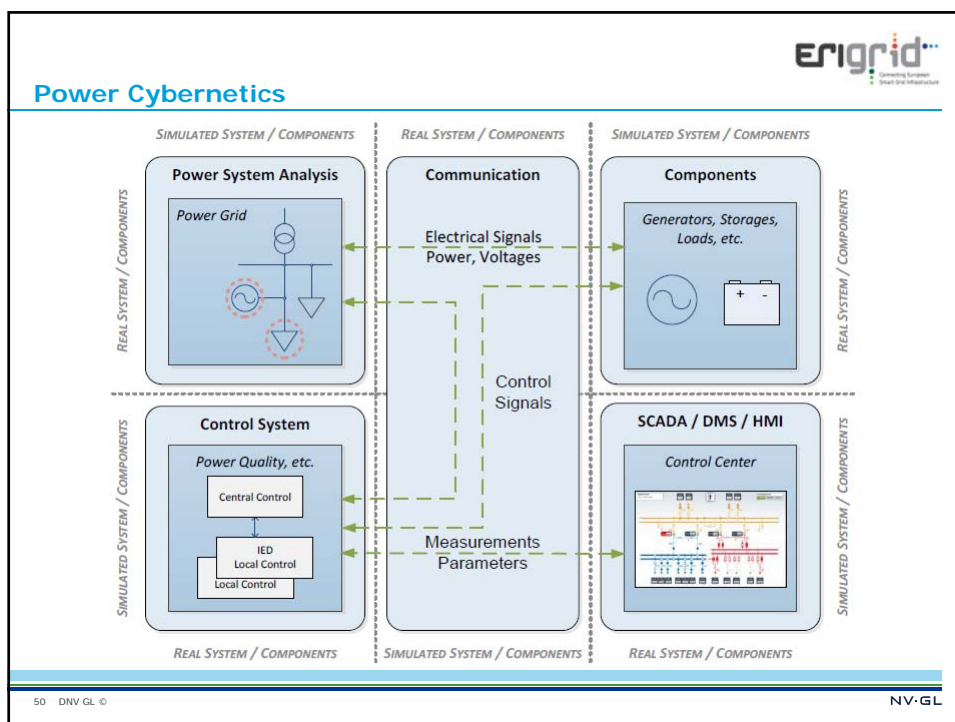 ERIgrid
Connecting European
Smart Grid Infrastructure
Power Cybernetics
SIMULATED SYSTEM / COMPONENTS
REAL SYSTEM / COMPONENTS
SIMULATED SYSTEM / COMPONENTS
REAL SYSTEM / COMPONENTS
Power System Analysis
Power Grid
Communication
Electrical Signals
Power, Voltages
Components
Generators, Storages,
Loads, etc.
+ -
REAL SYSTEM / COMPONENTS
Control
Signals
SIMULATED SYSTEM / COMPONENTS
Control System
Power Quality, etc.
Central Control
IED
Local Control
Local Control
Measurements
Parameters
SCADA / DMS / HMI
Control Center
SIMULATED SYSTEM / COMPONENTS
REAL SYSTEM / COMPONENTS
SIMULATED SYSTEM / COMPONENTS
REAL SYSTEM / COMPONENTS
50 DNV GL ©
NV·GL